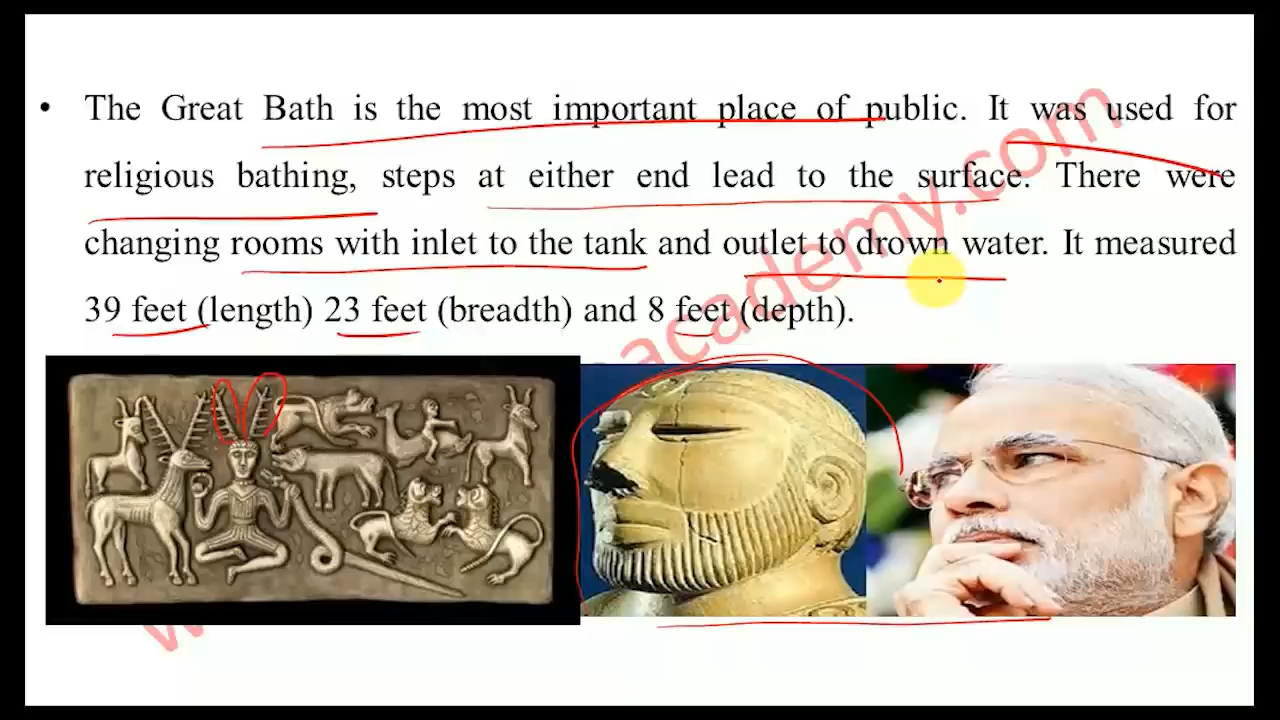 • The Great Bath is the most important place of public. It was used for
religious bathing, steps at either end lead to the surface. There were
changing rooms with inlet to the tank and outlet to drown water. It measured
39 feet (length) 23 feet (breadth) and 8 feet (depth).
academy.com